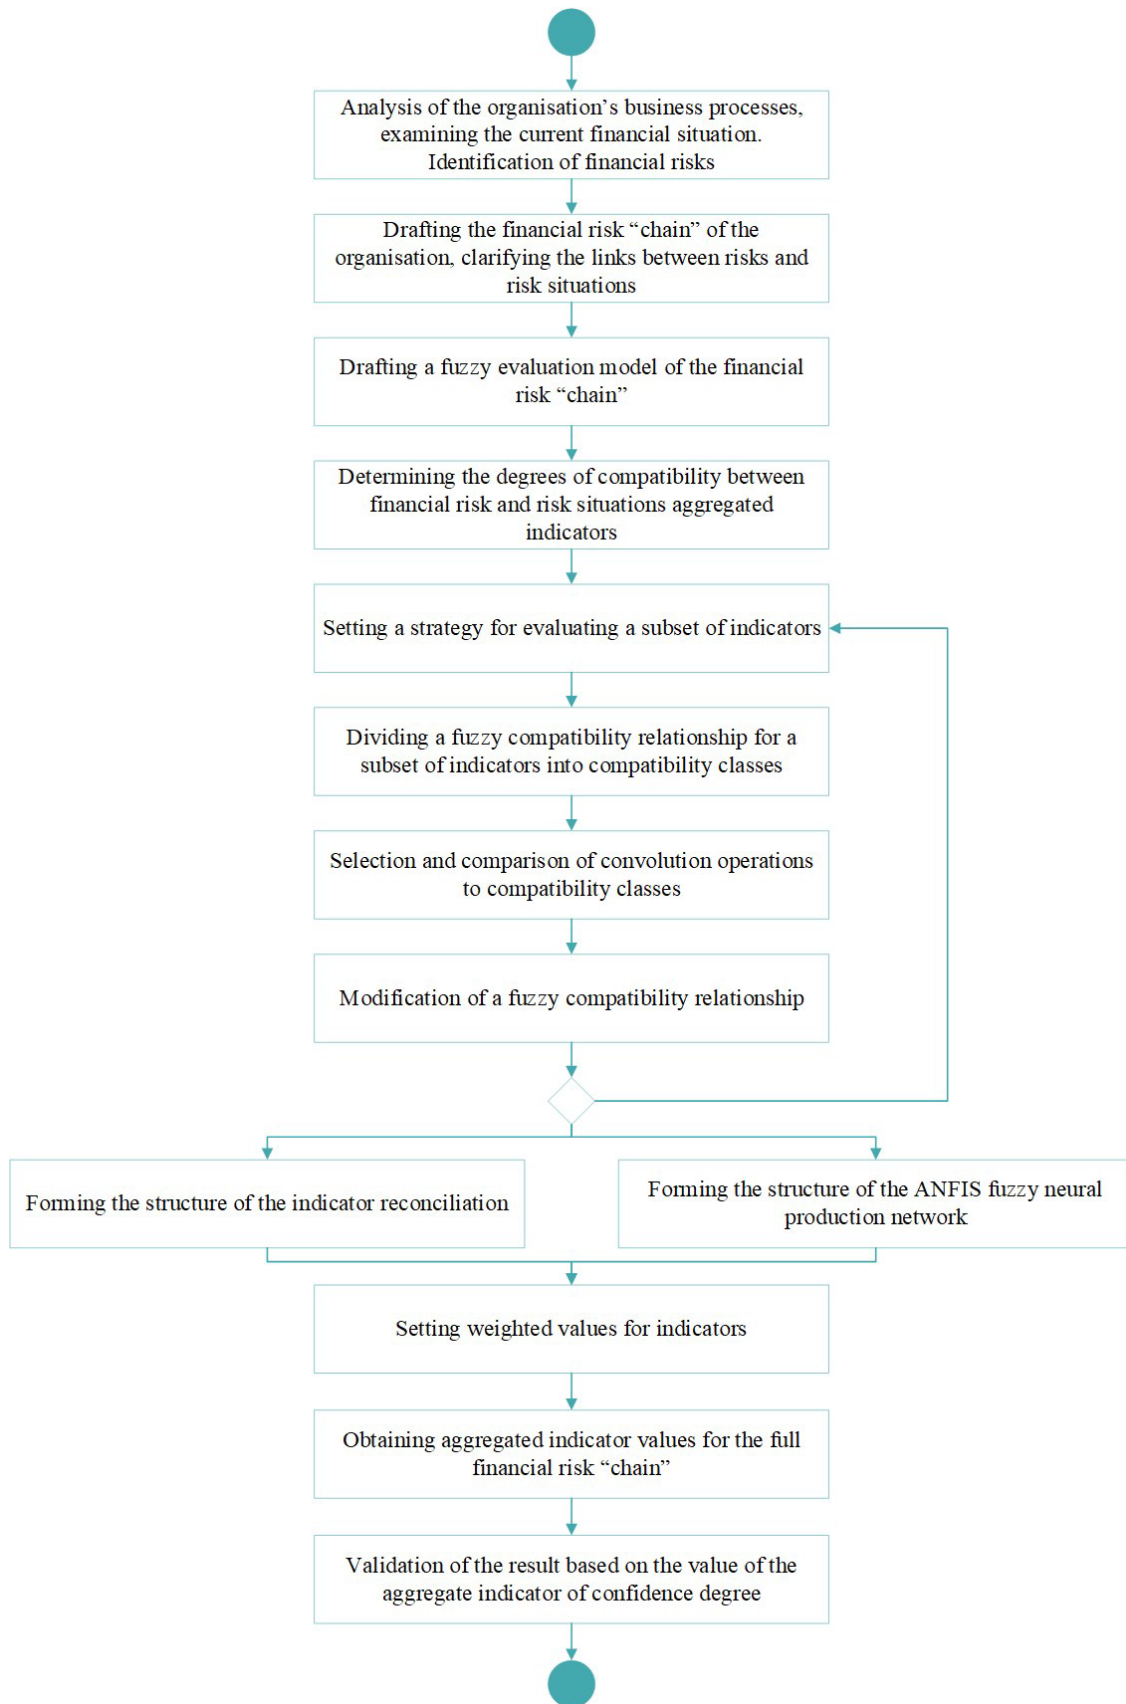 Analysis of the organisation’s business processes,
examining the current financial situation.
Identification of financial risks
Drafting the financial risk “chain” of the
organisation, clarifying the links between risks and
risk situations
Drafting a fuzzy evaluation model of the financial
risk “chain”
Determining the degrees of compatibility between
financial risk and risk situations aggregated
indicators
Setting a strategy for evaluating a subset of indicators
Dividing a fuzzy compatibility relationship for a
subset of indicators into compatibility classes
Selection and comparison of convolution operations
to compatibility classes
Modification of a fuzzy compatibility relationship
Forming the structure of the indicator reconciliation
Forming the structure of the ANFIS fuzzy neural
production network
Setting weighted values for indicators
Obtaining aggregated indicator values for the full
financial risk “chain”
Validation of the result based on the value of the
aggregate indicator of confidence degree